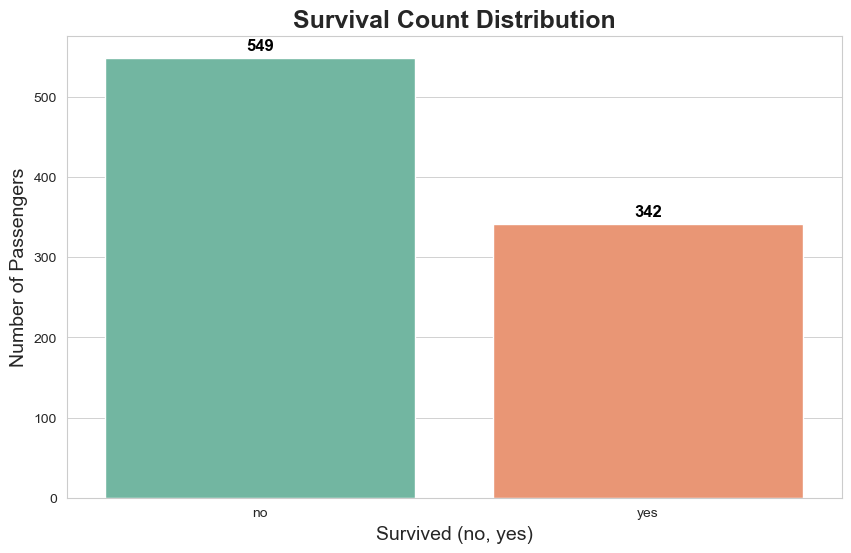 Survival Count Distribution
549
342
Number of Passengers
500
400
300
200
100
0
no
yes
Survived (no, yes)